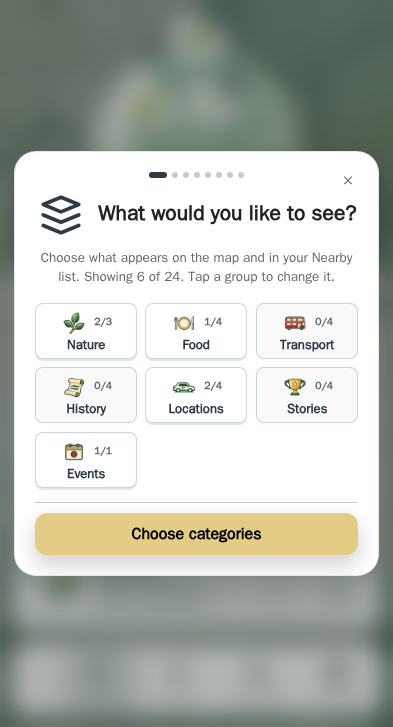 What would you like to see?
Choose what appears on the map and in your Nearby
list. Showing 6 of 24. Tap a group to change it.
2/3
Nature
1/4
Food
0/4
Transport
0/4
History
2/4
Locations
0/4
Stories
1/1
Events
Choose categories